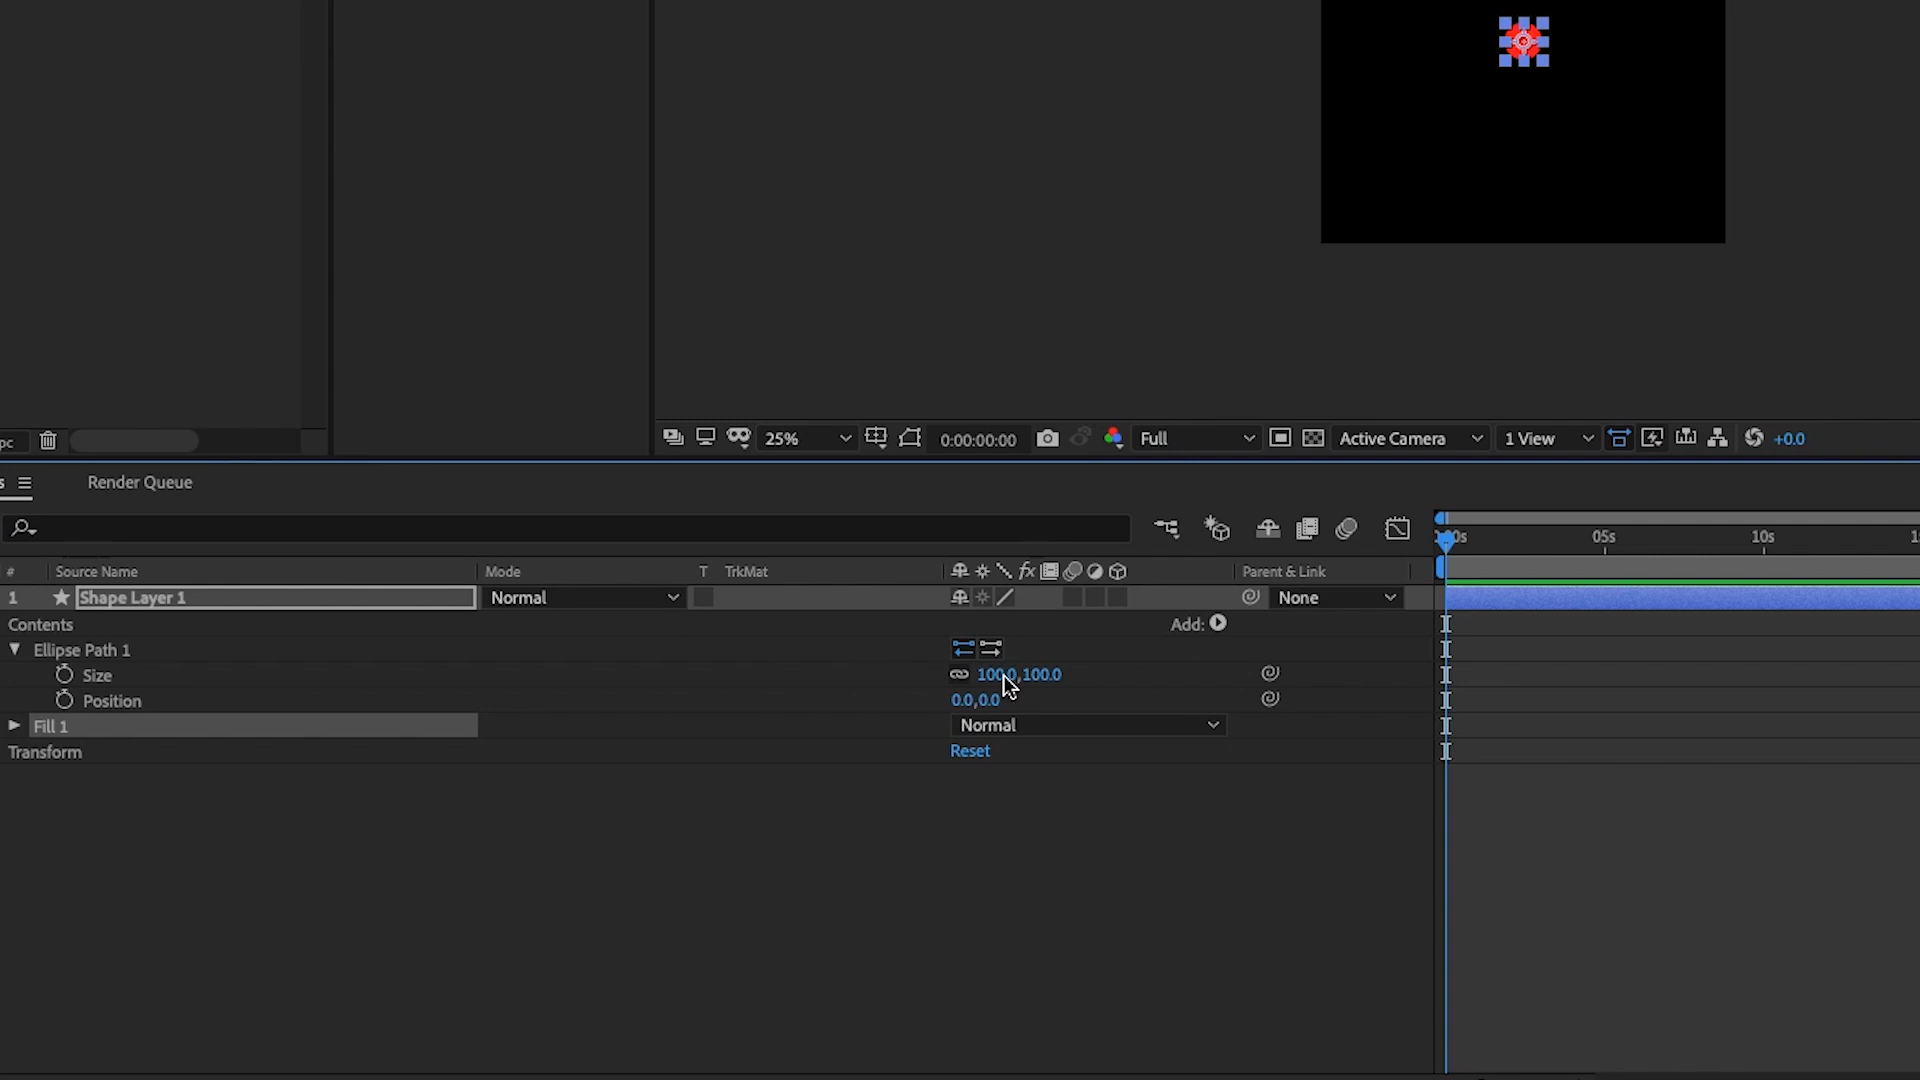 pc
25%
0:00:00:00
Full
Active Camera
1 View
+0.0
s
Render Queue
05s
10s
#
Source Name
Mode
T
TrkMat
fx
Parent & Link
1
Shape Layer 1
Normal
None
Contents
Add:
Ellipse Path 1
Size
100.0,100.0
Position
0.0,0.0
Fill 1
Normal
Transform
Reset